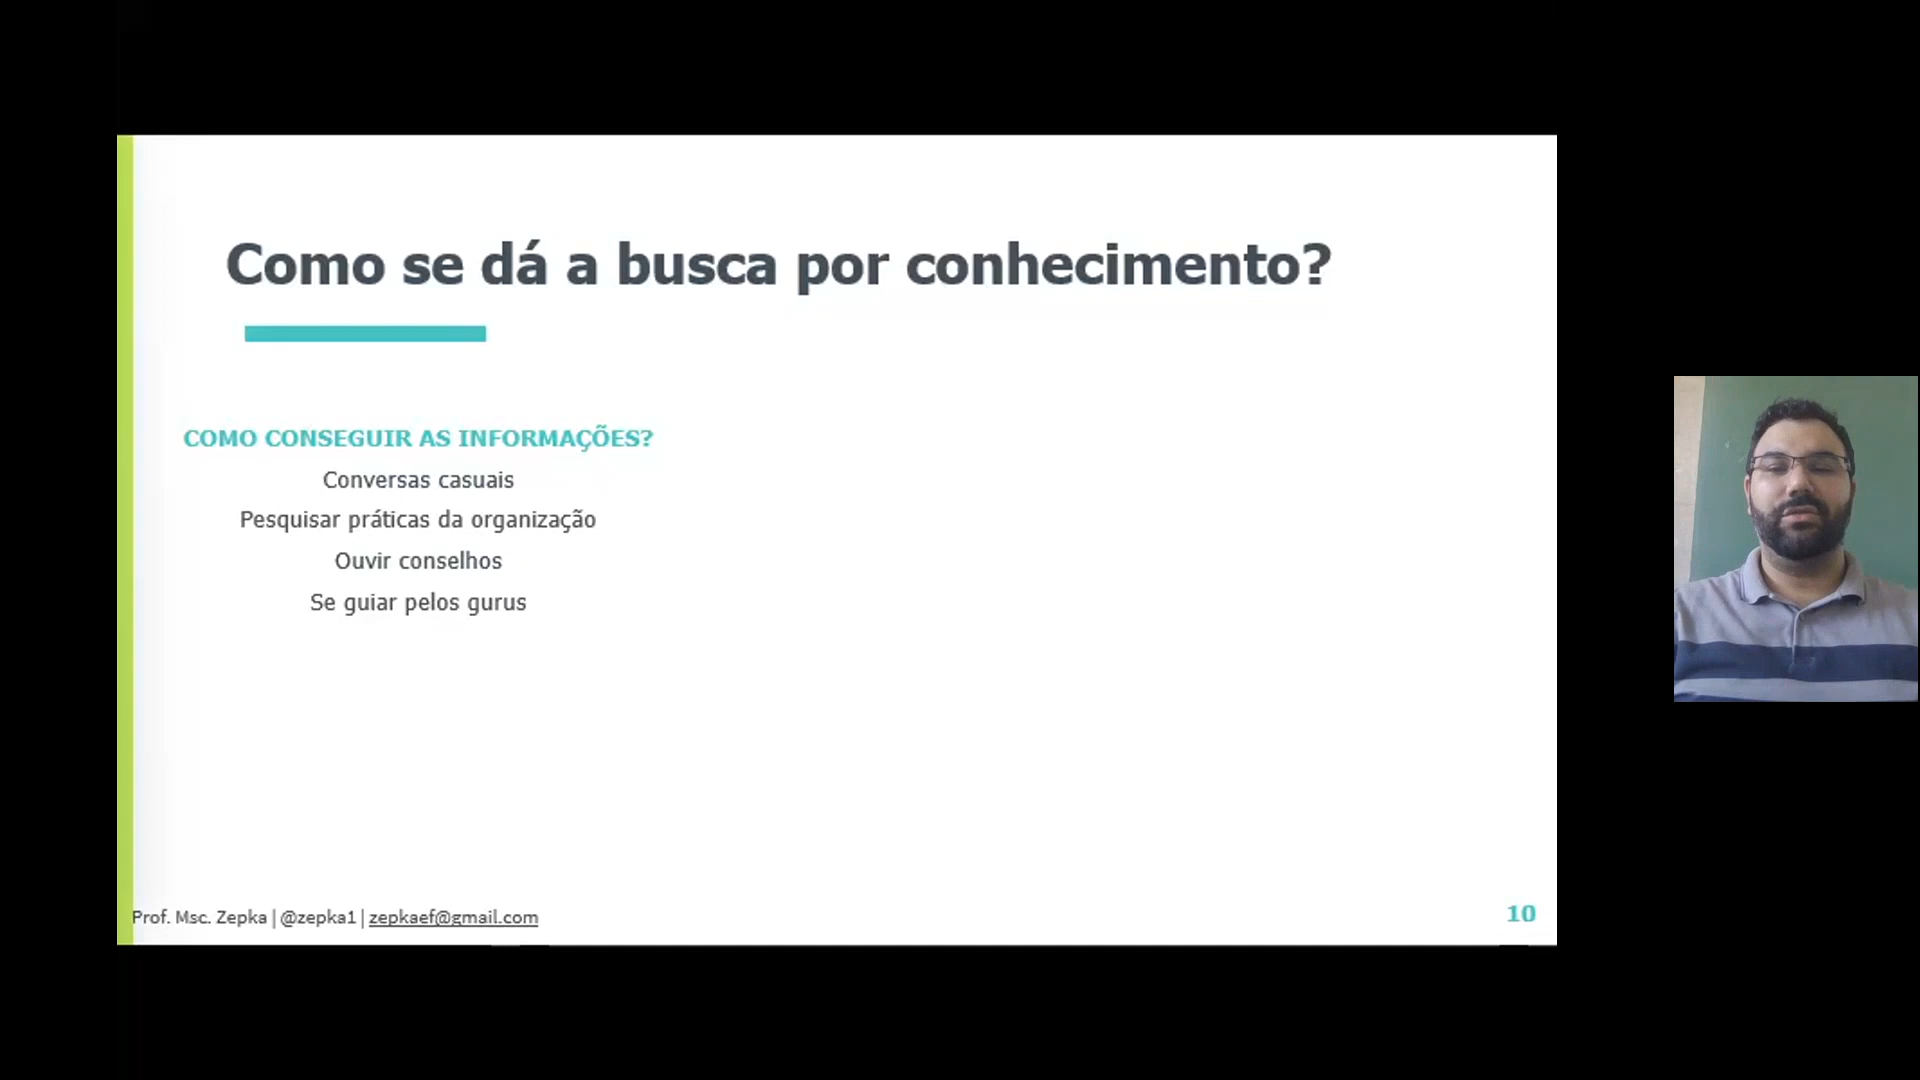 Como se dá a busca por conhecimento?
COMO CONSEGUIR AS INFORMAÇÕES?
Conversas casuais
Pesquisar práticas da organização
Ouvir conselhos
Se guiar pelos gurus
Prof. Msc. Zepka | @zepka1 | zepkaef@gmail.com
10